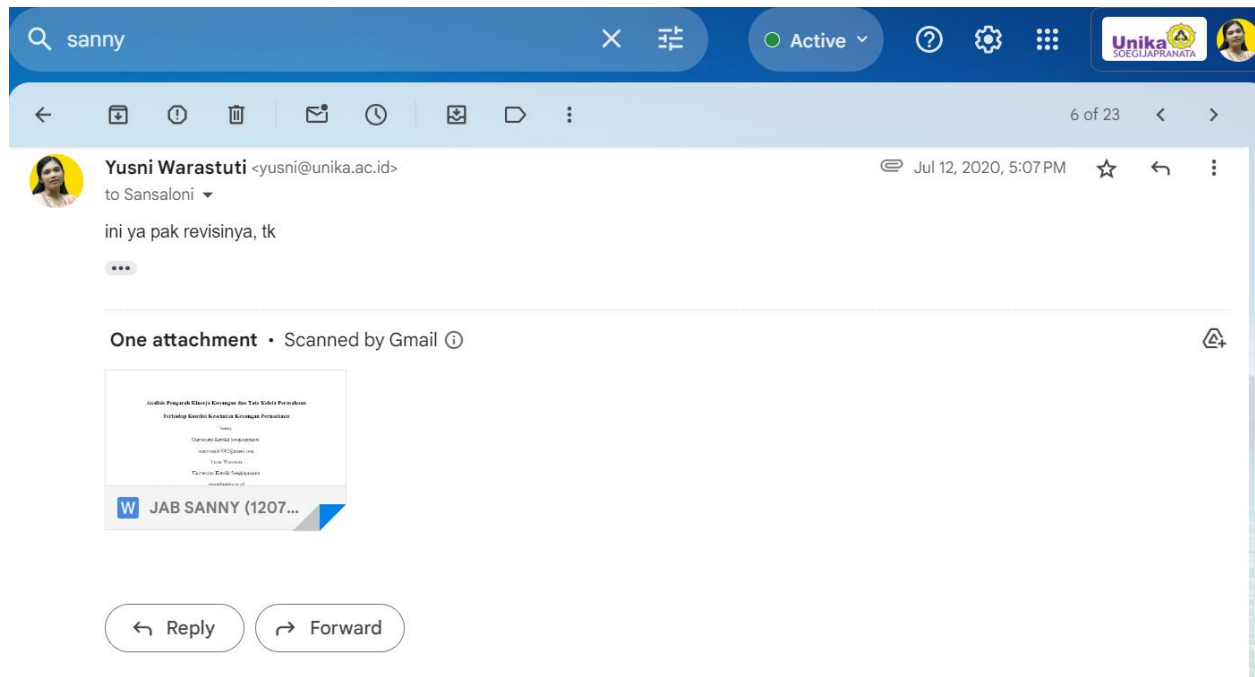 sanny
Active
Unika
SOEGIJAPRANATA
6 of 23
Yusni Warastuti <yusni@unika.ac.id>
Jul 12, 2020, 5:07 PM
to Sansaloni
ini ya pak revisinya, tk
One attachment • Scanned by Gmail
Analisis Pengaruh Kinerja Keuangan dan Tata Kelola Perusahaan
Terhadap Kondisi Kesehatan Keuangan Perusahaan
Sanny
Universitas Katolik Soegijapranata
Yusni Warastuti
Universitas Katolik Soegijapranata
W JAB SANNY (1207...
Reply
Forward